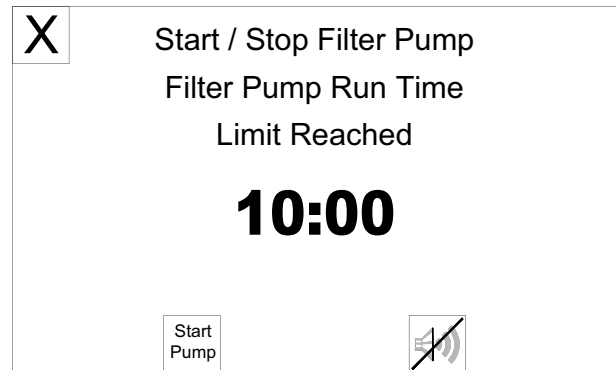 X
Start / Stop Filter Pump
Filter Pump Run Time
Limit Reached
10:00
Start
Pump